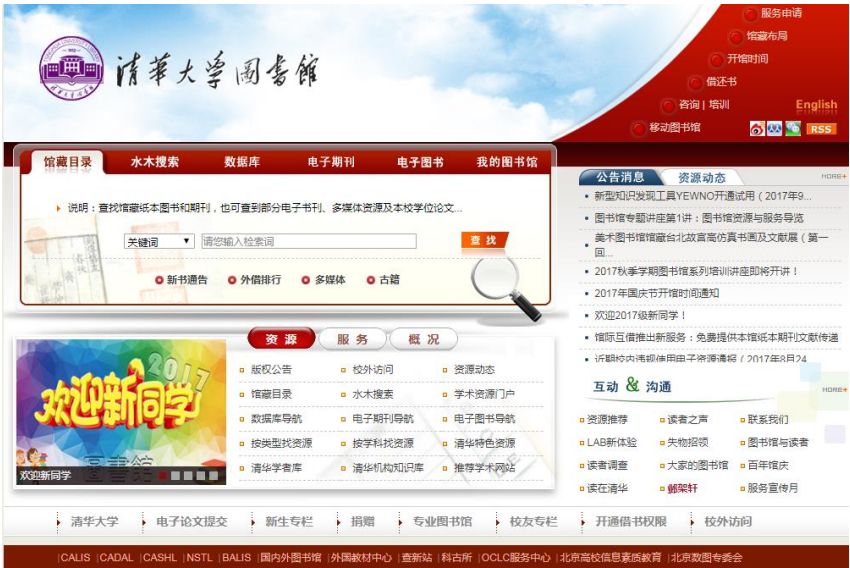 服务申请
馆藏布局
开馆时间
借还书
咨询 | 培训
English
移动图书馆
RSS
清華大学图書馆
馆藏目录 水木搜索 数据库 电子期刊 电子图书 我的图书馆
说明：查找馆藏纸本图书和期刊，也可查到部分电子书刊、多媒体资源及本校学位论文...
关键词 请您输入检索词 查 找
新书通告 外借排行 多媒体 古籍
公告消息 资源动态 MORE+
新型知识发现工具YEWNO开通试用（2017年9...
图书馆专题讲座第1讲：图书馆资源与服务导览
美术图书馆馆藏台北故宫高仿真书画及文献展（第一
回...
2017秋季学期图书馆系列培训讲座即将开讲！
2017年国庆节开馆时间通知
欢迎2017级新同学！
馆际互借推出新服务：免费提供本馆纸本期刊文献传递
近期校内违规使用电子资源通报（2017年8月24
资 源 服 务 概 况
2017
欢迎新同学
欢迎新同学
版权公告 校外访问 资源动态
馆藏目录 水木搜索 学术资源门户
数据库导航 电子期刊导航 电子图书导航
按类型找资源 按学科找资源 清华特色资源
清华学者库 清华机构知识库 推荐学术网站
互动 & 沟通 MORE+
资源推荐 读者之声 联系我们
LAB新体验 失物招领 图书馆与读者
读者调查 大家的图书馆 百年馆庆
读在清华 邺架轩 服务宣传月
清华大学 电子论文提交 新生专栏 捐赠 专业图书馆 校友专栏 开通借书权限 校外访问
|CALIS |CADAL |CASHL |NSTL |BALIS |国内外图书馆 |外国教材中心 |查新站 |科古所 |OCLC服务中心 |北京高校信息素质教育 |北京数图专委会